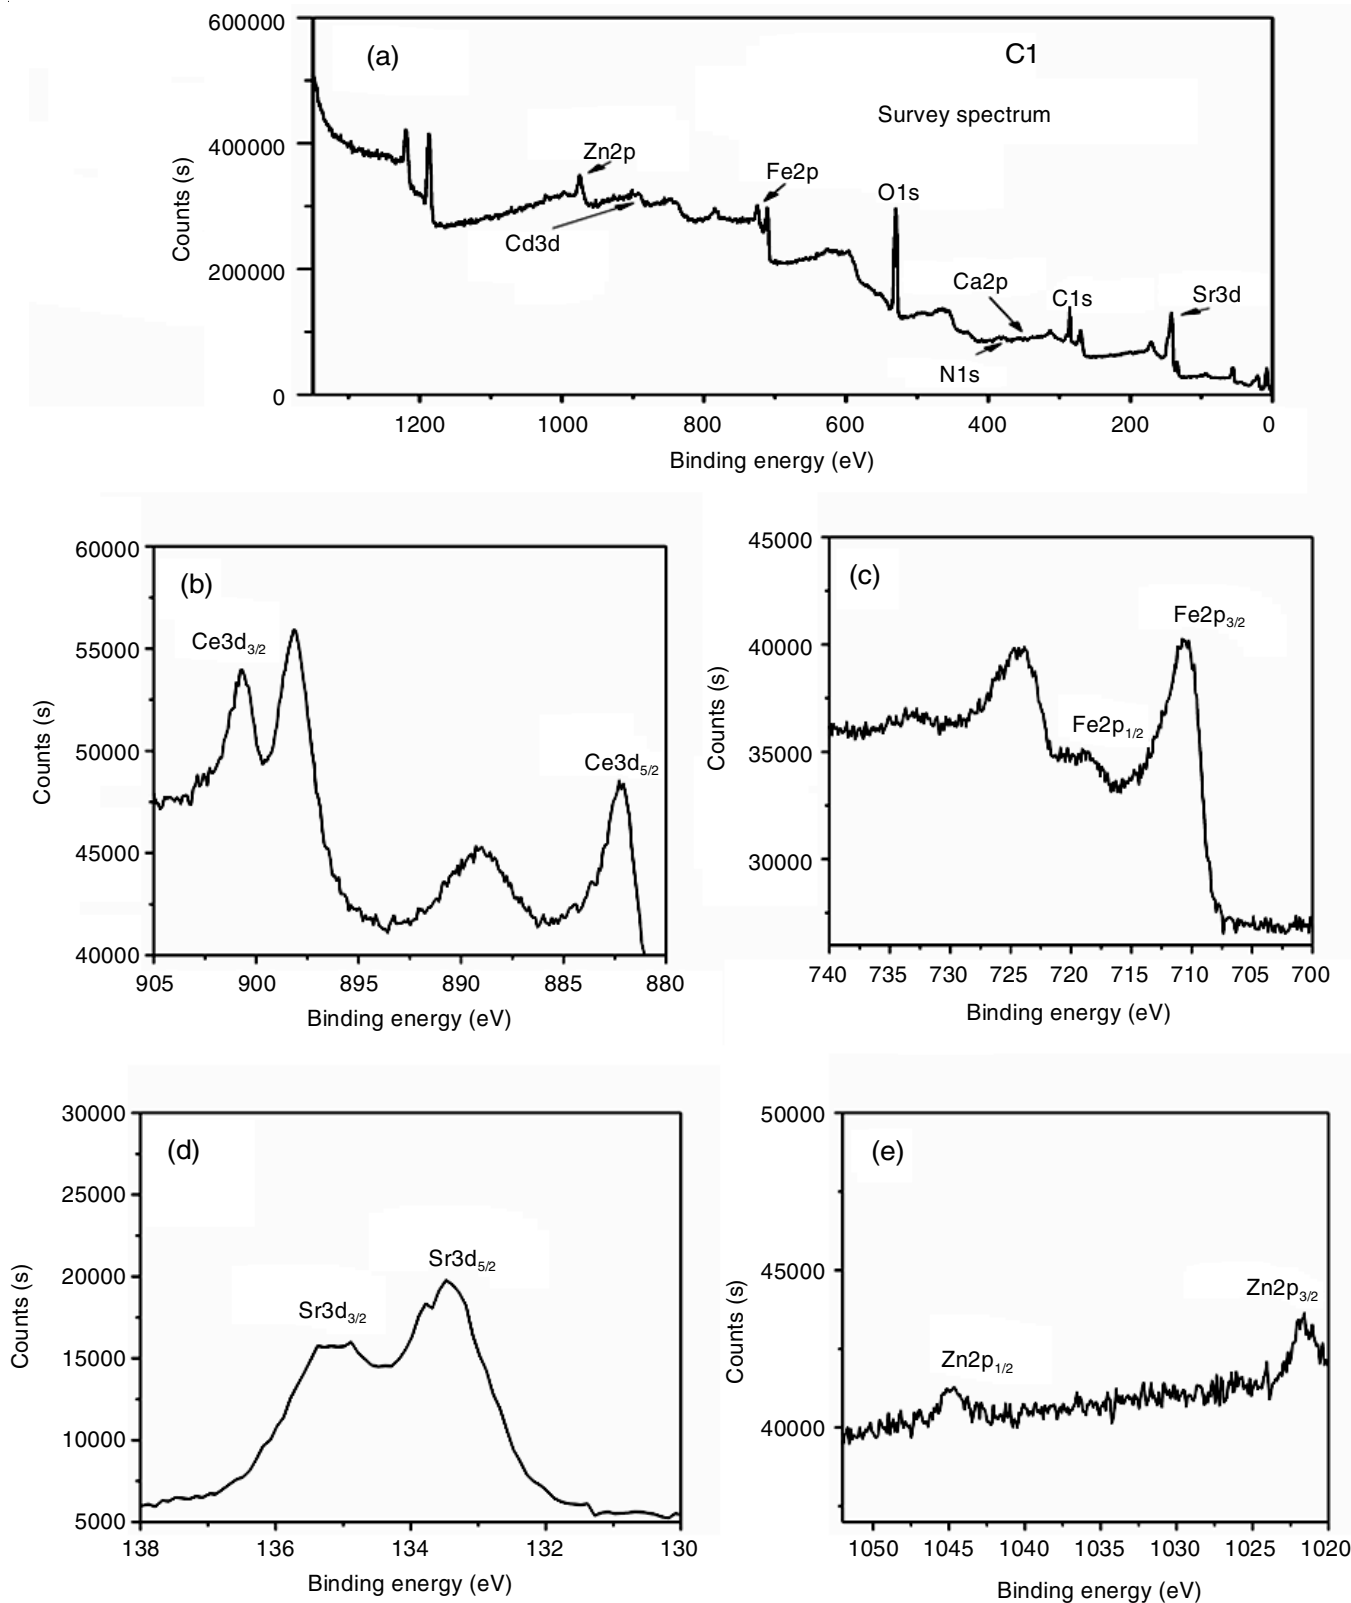 600000
(a)
C1
Survey spectrum
400000
Zn2p
Fe2p
O1s
Cd3d
200000
Ca2p
C1s
Sr3d
N1s
0
Counts (s)
1200 1000 800 600 400 200 0
Binding energy (eV)
60000
(b)
55000
Ce3d3/2
50000
Ce3d5/2
45000
40000
Counts (s)
905 900 895 890 885 880
Binding energy (eV)
45000
(c)
Fe2p3/2
40000
Fe2p1/2
35000
30000
Counts (s)
740 735 730 725 720 715 710 705 700
Binding energy (eV)
30000
(d)
25000
Sr3d5/2
20000
Sr3d3/2
15000
10000
5000
Counts (s)
138 136 134 132 130
Binding energy (eV)
50000
(e)
45000
Zn2p3/2
Zn2p1/2
40000
Counts (s)
1050 1045 1040 1035 1030 1025 1020
Binding energy (eV)